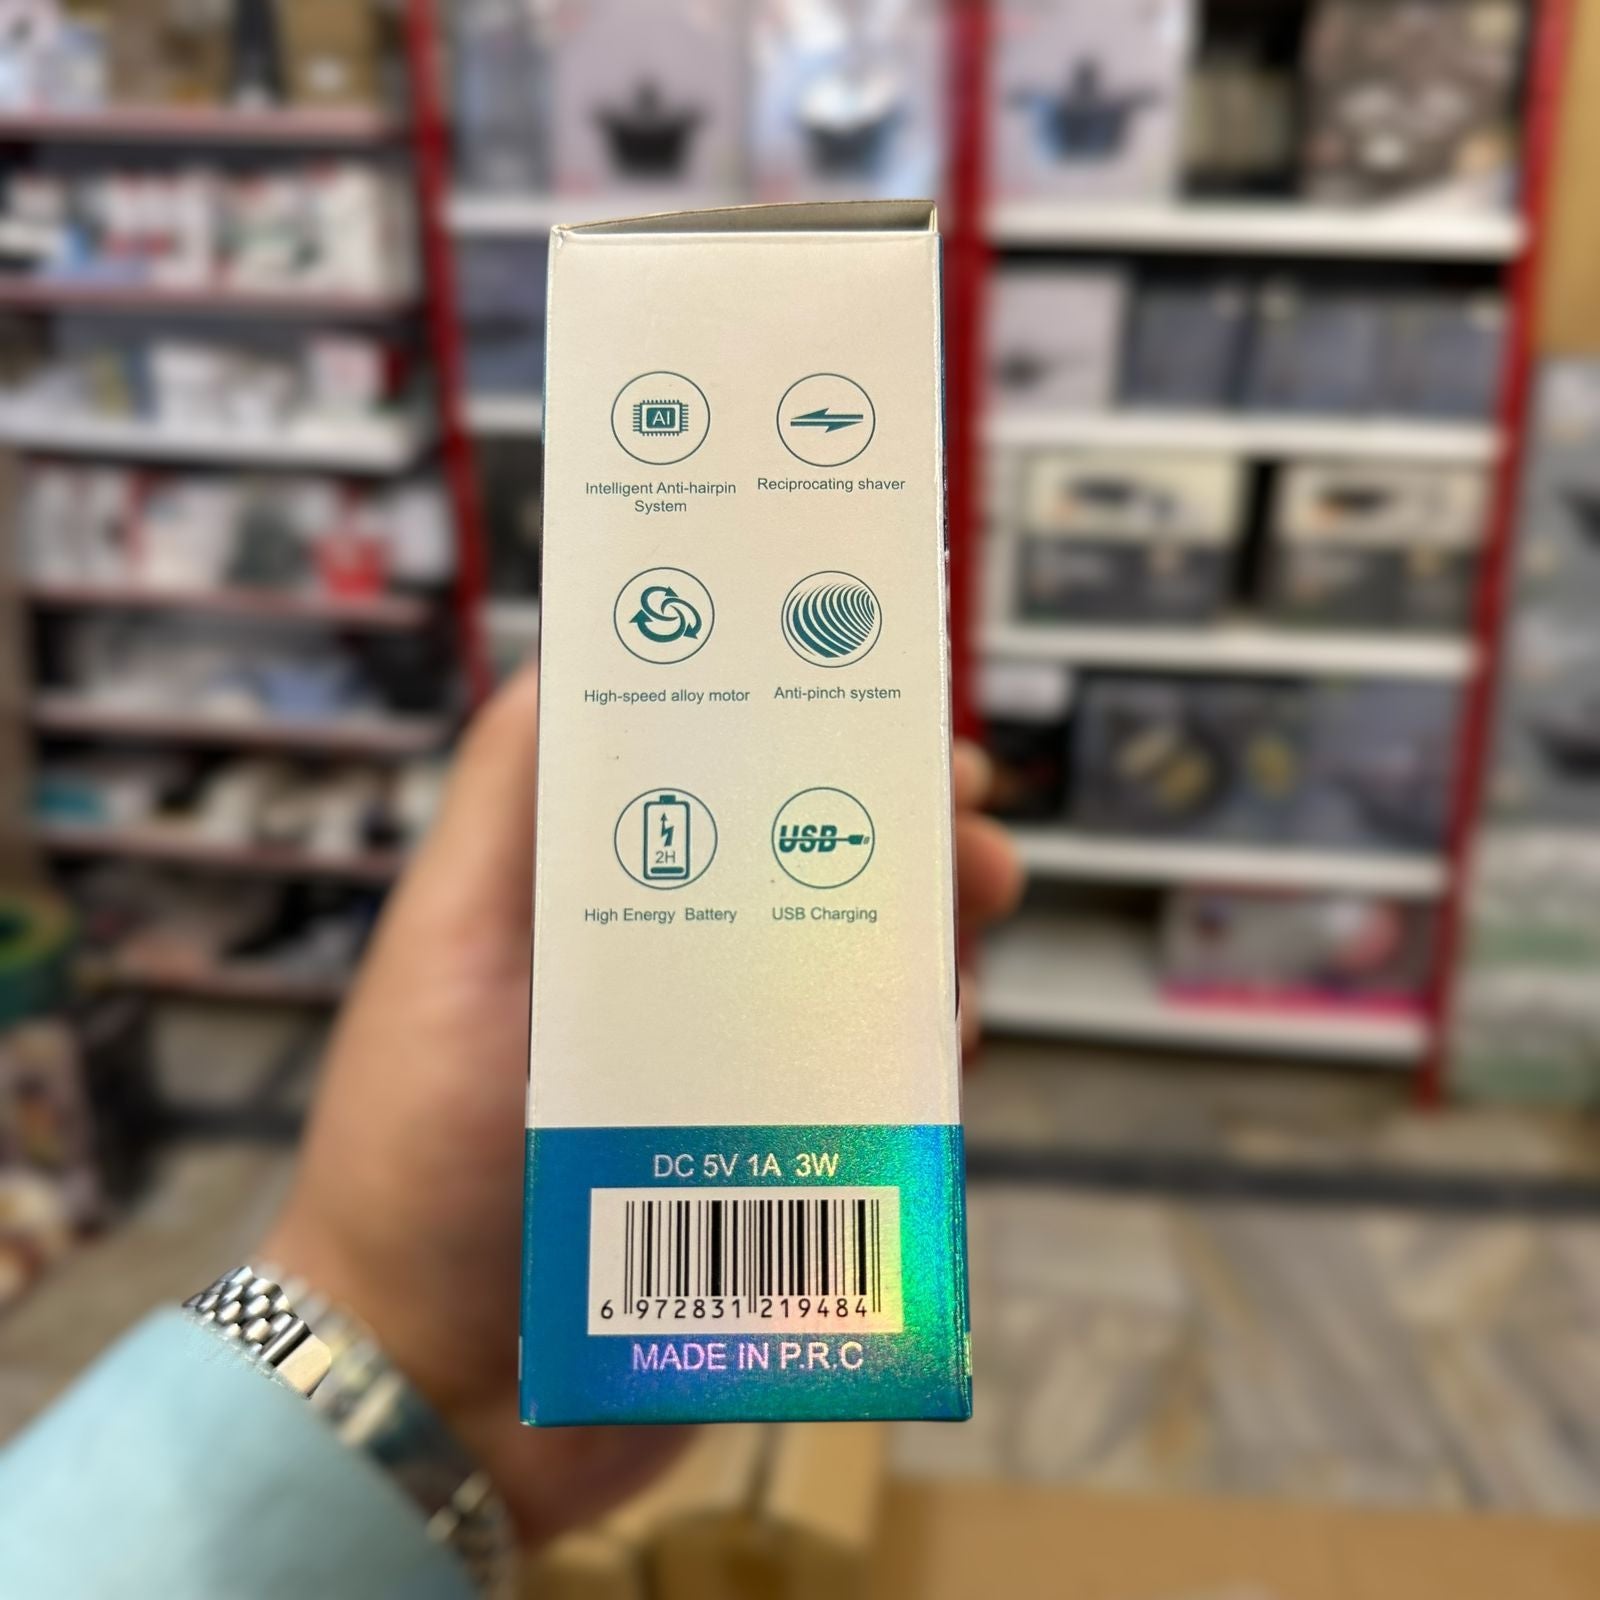 AI
Intelligent Anti-hairpin
System
Reciprocating shaver
High-speed alloy motor
Anti-pinch system
2H
High Energy Battery
USB
USB Charging
DC 5V 1A 3W
6 972831 219484
MADE IN P.R.C